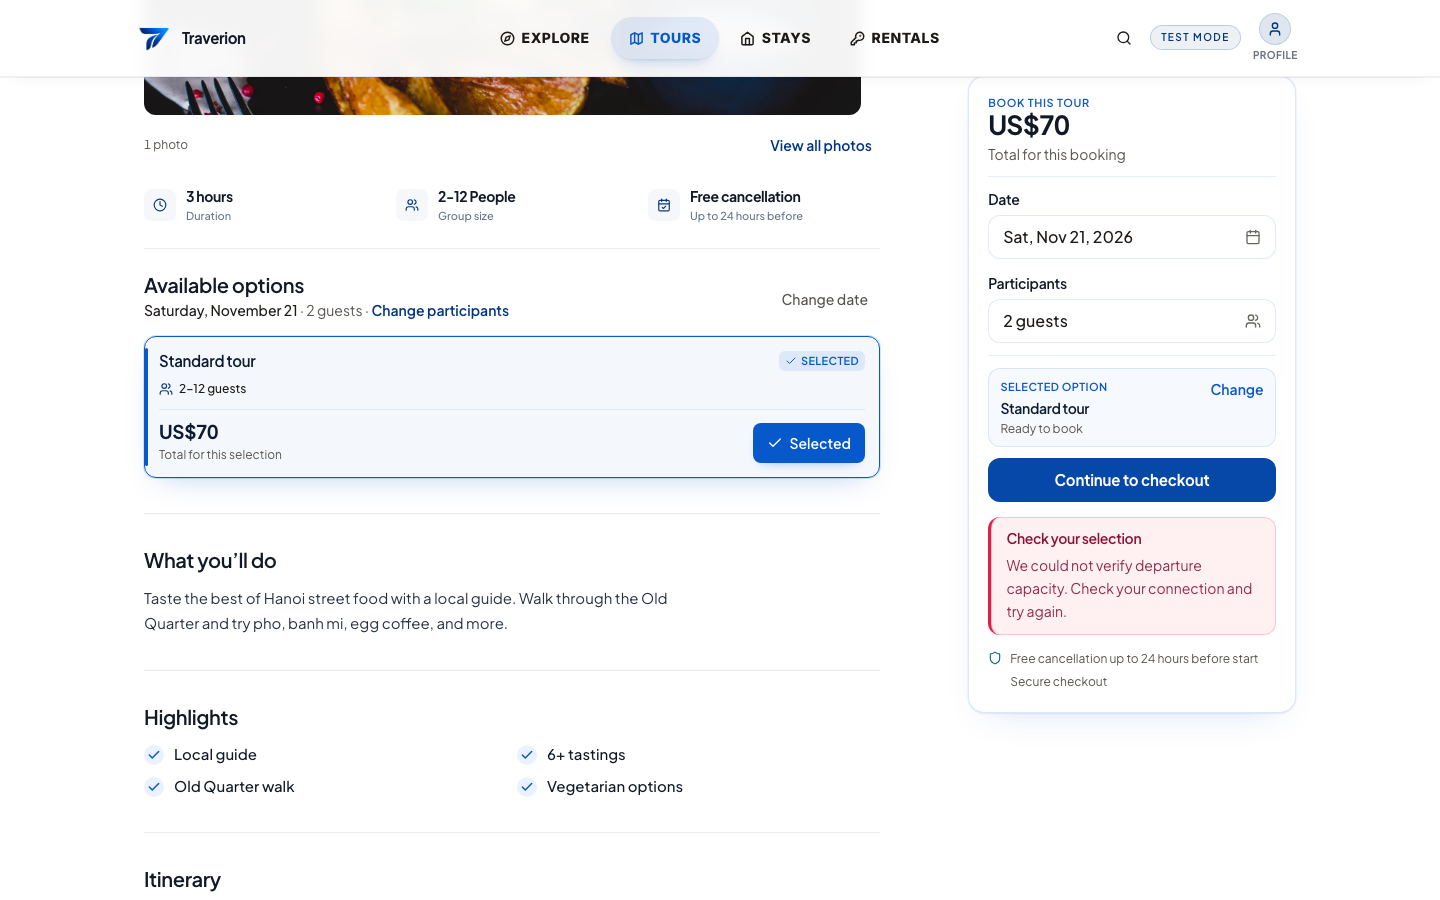 Traverion
EXPLORE
TOURS
STAYS
RENTALS
TEST MODE
PROFILE
1 photo
View all photos
3 hours
Duration
2–12 People
Group size
Free cancellation
Up to 24 hours before
Available options
Saturday, November 21 · 2 guests · Change participants
Change date
Standard tour
SELECTED
2–12 guests
US$70
Total for this selection
Selected
What you’ll do
Taste the best of Hanoi street food with a local guide. Walk through the Old
Quarter and try pho, banh mi, egg coffee, and more.
Highlights
Local guide
6+ tastings
Old Quarter walk
Vegetarian options
Itinerary
BOOK THIS TOUR
US$70
Total for this booking
Date
Sat, Nov 21, 2026
Participants
2 guests
SELECTED OPTION
Change
Standard tour
Ready to book
Continue to checkout
Check your selection
We could not verify departure
capacity. Check your connection and
try again.
Free cancellation up to 24 hours before start
Secure checkout